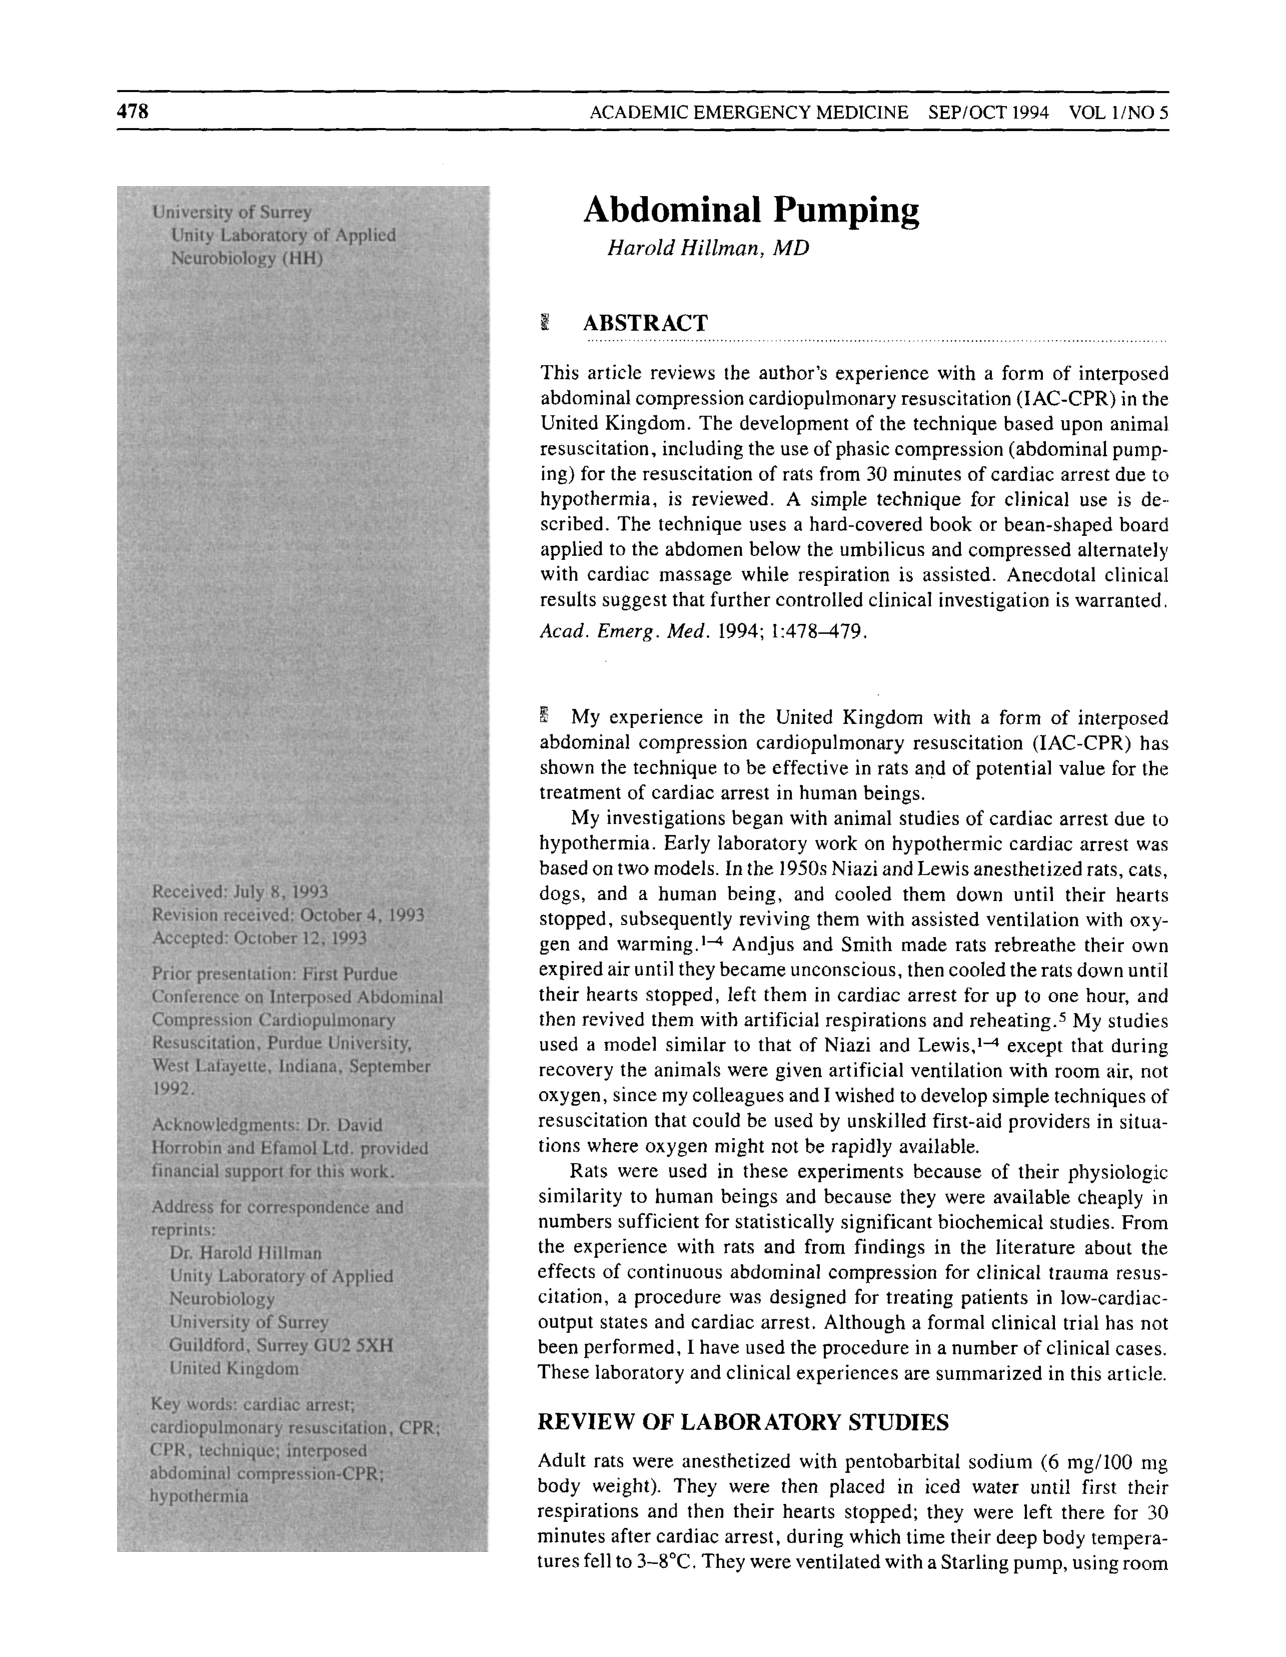 478
ACADEMIC EMERGENCY MEDICINE SEP/OCT 1994 VOL 1/NO 5
University of Surrey
Unity Laboratory of Applied
Neurobiology (HH)
Received: July 8, 1993
Revision received: October 4, 1993
Accepted: October 12, 1993
Prior presentation: First Purdue
Conference on Interposed Abdominal
Compression Cardiopulmonary
Resuscitation, Purdue University,
West Lafayette, Indiana, September
1992.
Acknowledgments: Dr. David
Horrobin and Efamol Ltd. provided
financial support for this work.
Address for correspondence and
reprints:
Dr. Harold Hillman
Unity Laboratory of Applied
Neurobiology
University of Surrey
Guildford, Surrey GU2 5XH
United Kingdom
Key words: cardiac arrest;
cardiopulmonary resuscitation, CPR;
CPR, technique; interposed
abdominal compression-CPR;
hypothermia
Abdominal Pumping
Harold Hillman, MD
ABSTRACT
This article reviews the author's experience with a form of interposed
abdominal compression cardiopulmonary resuscitation (IAC-CPR) in the
United Kingdom. The development of the technique based upon animal
resuscitation, including the use of phasic compression (abdominal pump-
ing) for the resuscitation of rats from 30 minutes of cardiac arrest due to
hypothermia, is reviewed. A simple technique for clinical use is de-
scribed. The technique uses a hard-covered book or bean-shaped board
applied to the abdomen below the umbilicus and compressed alternately
with cardiac massage while respiration is assisted. Anecdotal clinical
results suggest that further controlled clinical investigation is warranted.
Acad. Emerg. Med. 1994; 1:478–479.
My experience in the United Kingdom with a form of interposed
abdominal compression cardiopulmonary resuscitation (IAC-CPR) has
shown the technique to be effective in rats and of potential value for the
treatment of cardiac arrest in human beings.
My investigations began with animal studies of cardiac arrest due to
hypothermia. Early laboratory work on hypothermic cardiac arrest was
based on two models. In the 1950s Niazi and Lewis anesthetized rats, cats,
dogs, and a human being, and cooled them down until their hearts
stopped, subsequently reviving them with assisted ventilation with oxy-
gen and warming.1–4 Andjus and Smith made rats rebreathe their own
expired air until they became unconscious, then cooled the rats down until
their hearts stopped, left them in cardiac arrest for up to one hour, and
then revived them with artificial respirations and reheating.5 My studies
used a model similar to that of Niazi and Lewis,1–4 except that during
recovery the animals were given artificial ventilation with room air, not
oxygen, since my colleagues and I wished to develop simple techniques of
resuscitation that could be used by unskilled first-aid providers in situa-
tions where oxygen might not be rapidly available.
Rats were used in these experiments because of their physiologic
similarity to human beings and because they were available cheaply in
numbers sufficient for statistically significant biochemical studies. From
the experience with rats and from findings in the literature about the
effects of continuous abdominal compression for clinical trauma resus-
citation, a procedure was designed for treating patients in low-cardiac-
output states and cardiac arrest. Although a formal clinical trial has not
been performed, I have used the procedure in a number of clinical cases.
These laboratory and clinical experiences are summarized in this article.
REVIEW OF LABORATORY STUDIES
Adult rats were anesthetized with pentobarbital sodium (6 mg/100 mg
body weight). They were then placed in iced water until first their
respirations and then their hearts stopped; they were left there for 30
minutes after cardiac arrest, during which time their deep body tempera-
tures fell to 3–8°C. They were ventilated with a Starling pump, using room